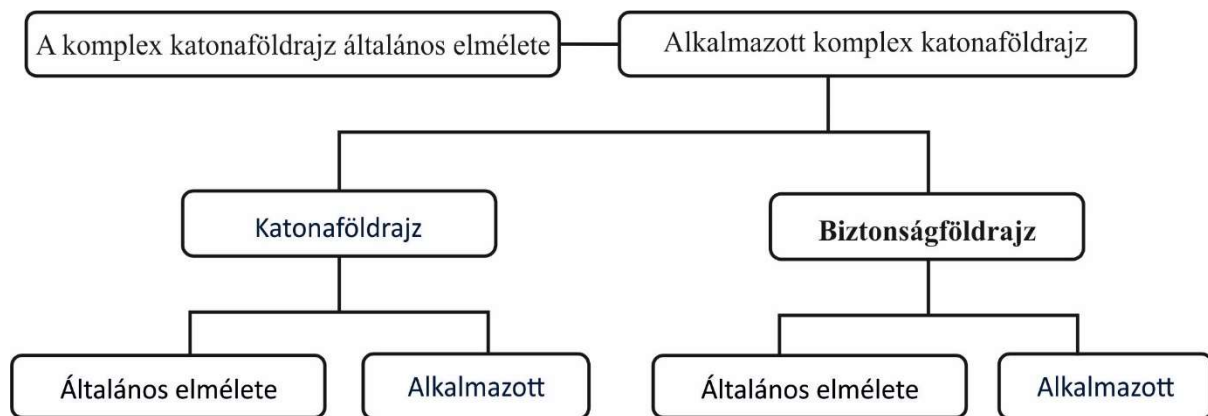 A komplex katonaföldrajz általános elmélete
Alkalmazott komplex katonaföldrajz
Katonaföldrajz
Biztonságföldrajz
Általános elmélete
Alkalmazott
Általános elmélete
Alkalmazott